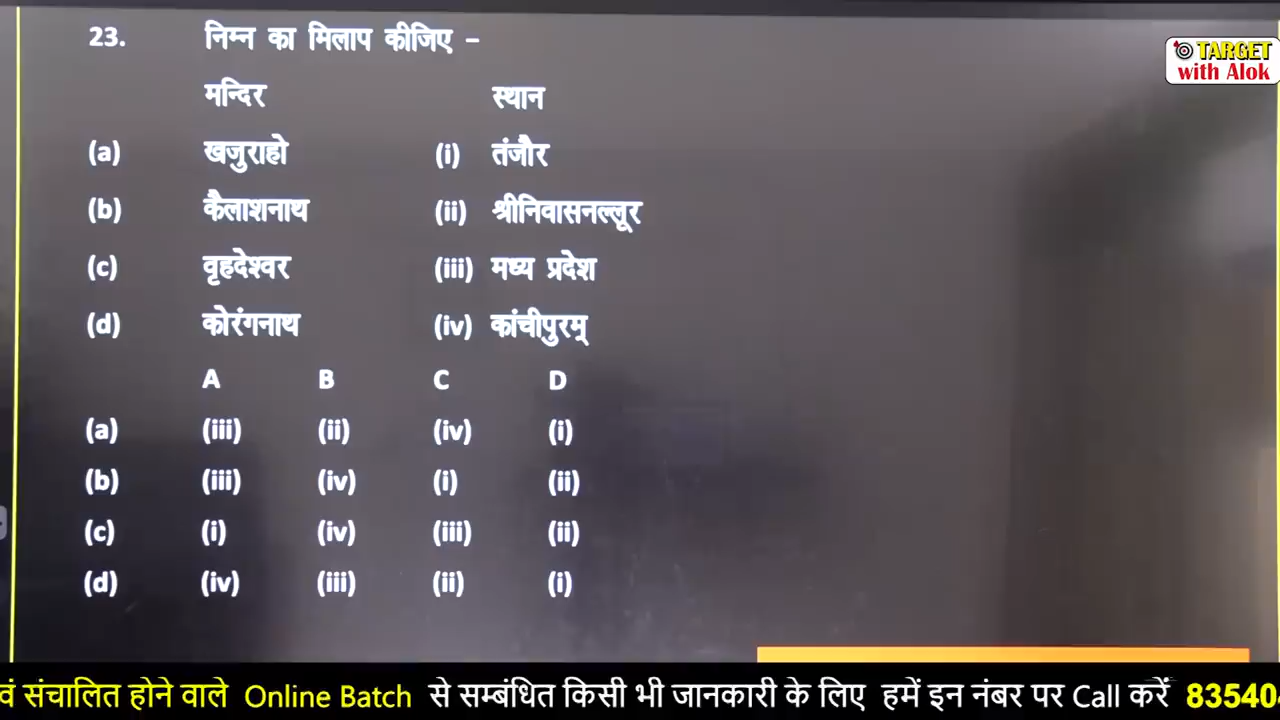 23. निम्न का मिलाप कीजिए –
TARGET
with Alok
मन्दिर स्थान
(a) खजुराहो (i) तंजौर
(b) कैलाशनाथ (ii) श्रीनिवासनल्लूर
(c) वृहदेश्वर (iii) मध्य प्रदेश
(d) कोरंगनाथ (iv) कांचीपुरम्
A B C D
(a) (iii) (ii) (iv) (i)
(b) (iii) (iv) (i) (ii)
(c) (i) (iv) (iii) (ii)
(d) (iv) (iii) (ii) (i)
वं संचालित होने वाले Online Batch से सम्बंधित किसी भी जानकारी के लिए हमें इन नंबर पर Call करें 83540